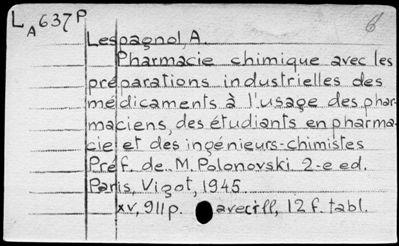 L A 637 P
6
Lespagnol, A.
Pharmacie chimique avec les
préparations industrielles des
médicaments à l'usage des phar-
maciens, des étudiants en pharma-
cie et des ingénieurs-chimistes
Préf. de M. Polonovski. 2-e ed.
Paris, Vigot, 1945.
xv, 911 p. avec ill, 12 f. tabl.